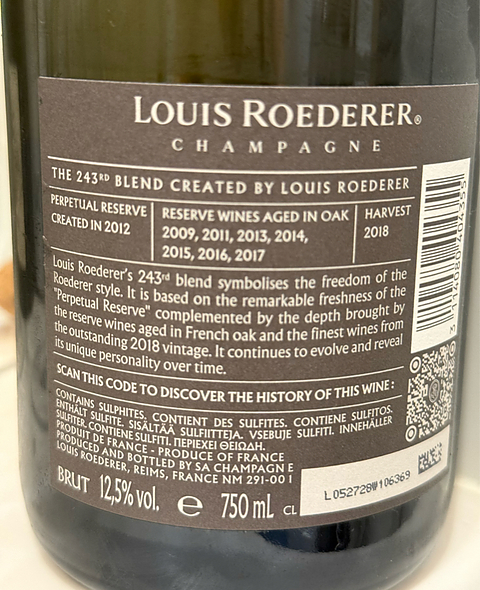 LOUIS ROEDERER®
CHAMPAGNE
THE 243RD BLEND CREATED BY LOUIS ROEDERER
PERPETUAL RESERVE
CREATED IN 2012
RESERVE WINES AGED IN OAK
2009, 2011, 2013, 2014,
2015, 2016, 2017
HARVEST
2018
Louis Roederer's 243rd blend symbolises the freedom of the
Roederer style. It is based on the remarkable freshness of the
"Perpetual Reserve" complemented by the depth brought by
the reserve wines aged in French oak and the finest wines from
the outstanding 2018 vintage. It continues to evolve and reveal
its unique personality over time.
SCAN THIS CODE TO DISCOVER THE HISTORY OF THIS WINE :
CONTAINS SULPHITES. CONTIENT DES SULFITES. CONTIENE SULFITOS.
ENTHÄLT SULFITE. SISÄLTÄÄ SULFIITTEJA. VSEBUJE SULFITI. INNEHÅLLER
SULFITER. CONTIENE SULFITI. ΠΕΡΙΕΧΕΙ ΘΕΙΩΔΗ.
PRODUIT DE FRANCE - PRODUCE OF FRANCE
PRODUCED AND BOTTLED BY SA CHAMPAGNE
LOUIS ROEDERER, REIMS, FRANCE NM 291-001
BRUT 12,5% vol. e 750 mL CL
L052728W106369